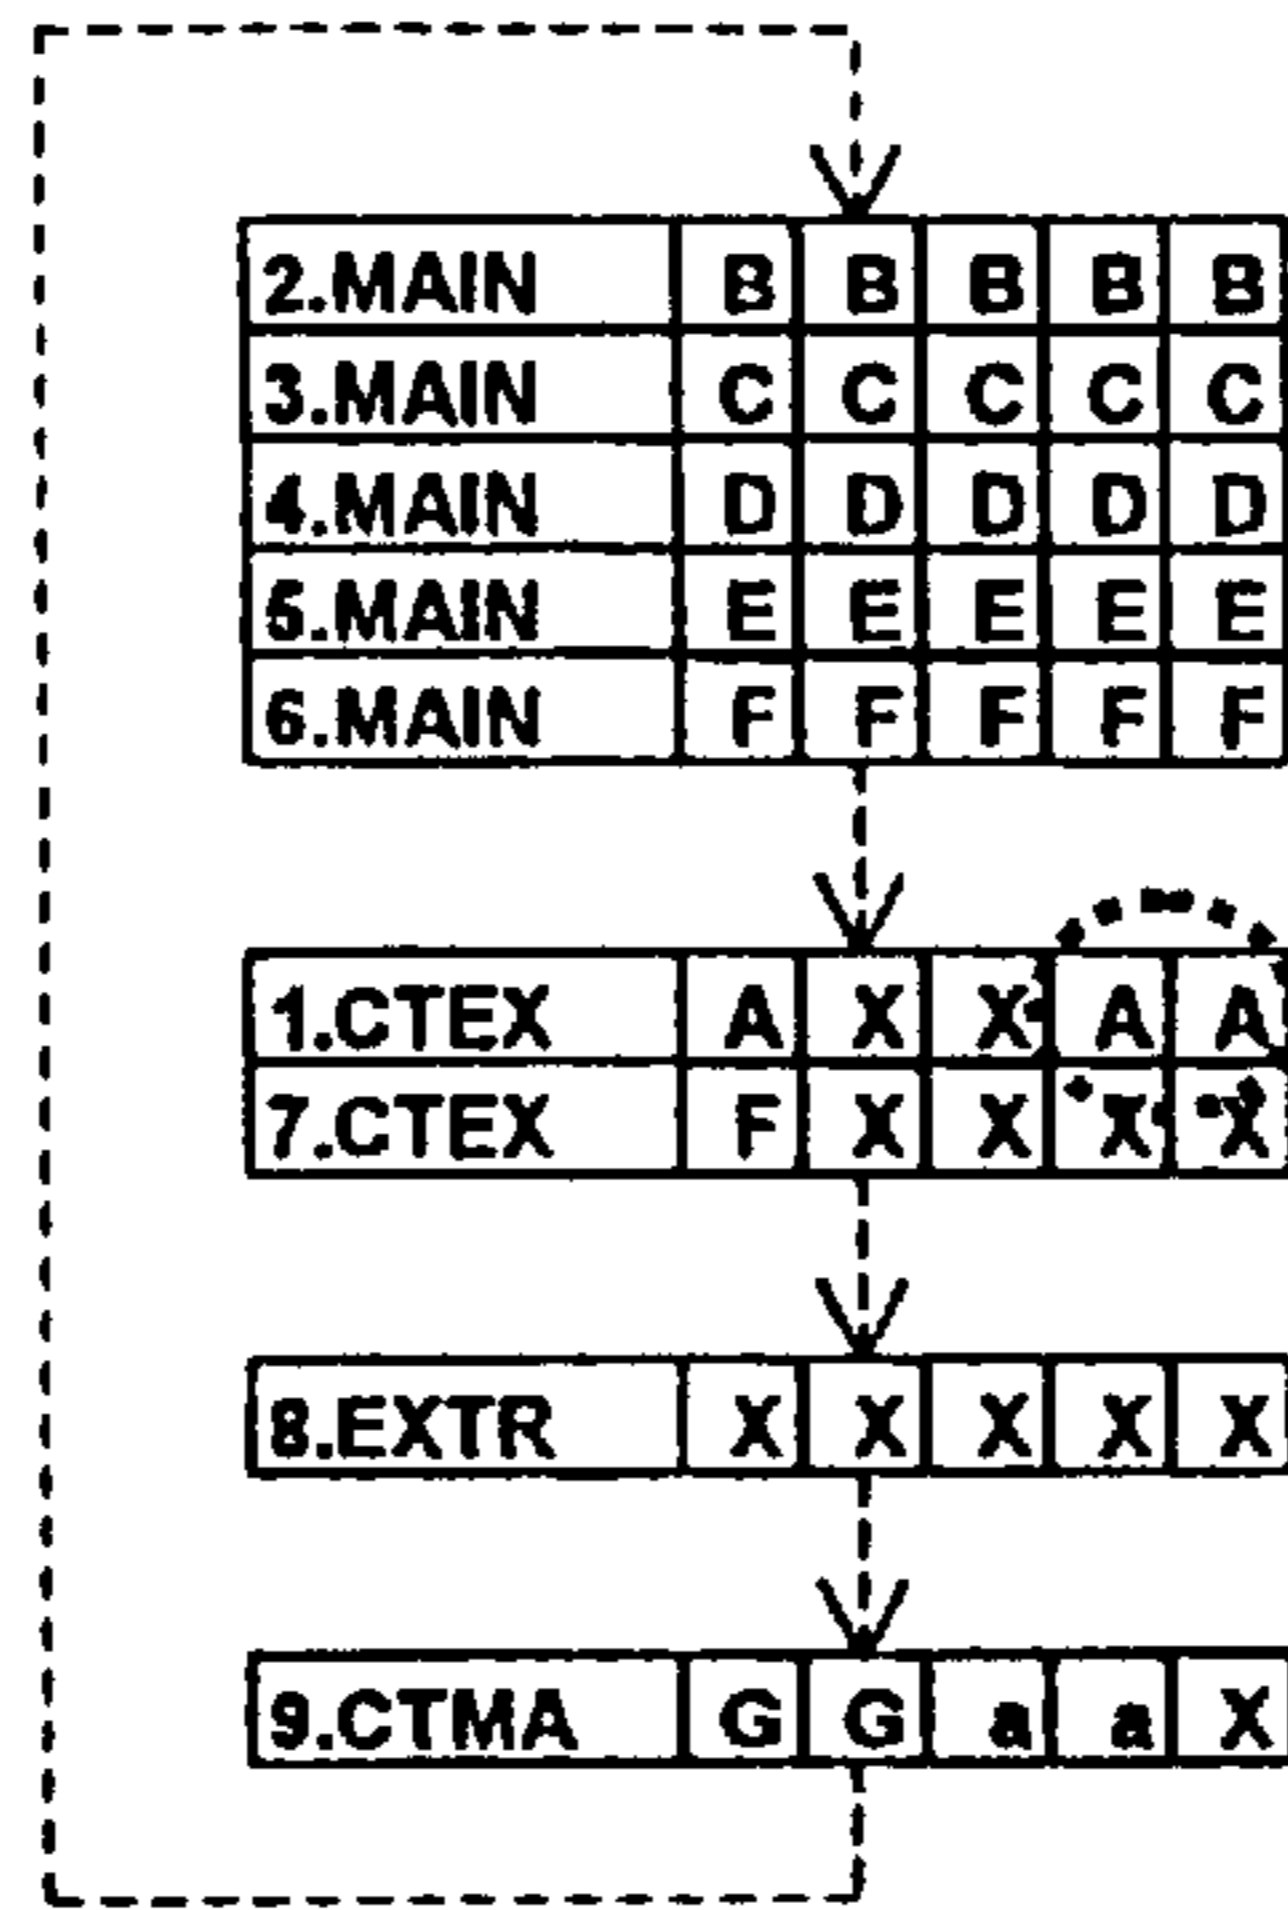 2.MAIN B B B B B
3.MAIN C C C C C
4.MAIN D D D D D
5.MAIN E E E E E
6.MAIN F F F F F
1.CTEX A X X A A
7.CTEX F X X X X
8.EXTR X X X X X
9.CTMA G G a a X